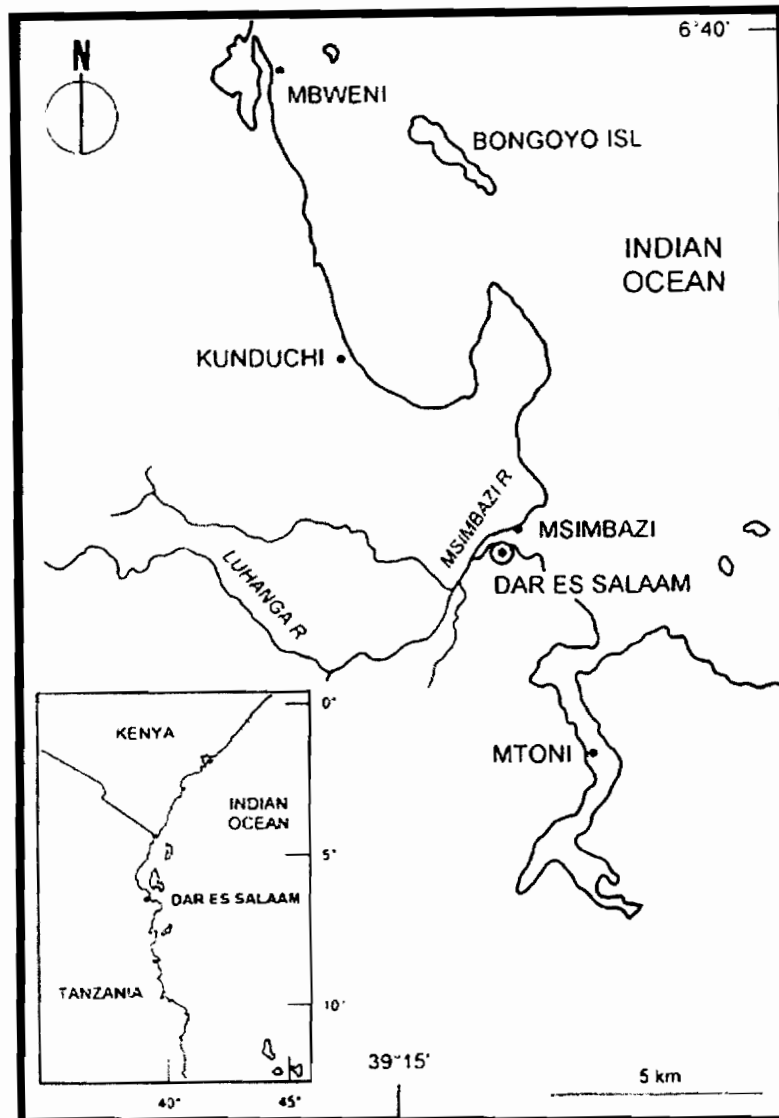 6°40'
N
MBWENI
BONGOYO ISL
INDIAN
OCEAN
KUNDUCHI
MSIMBAZI R
MSIMBAZI
LUHANGA R
DAR ES SALAAM
MTONI
0°
KENYA
INDIAN
OCEAN
5°
DAR ES SALAAM
TANZANIA
10°
40°
45°
39°15'
5 km